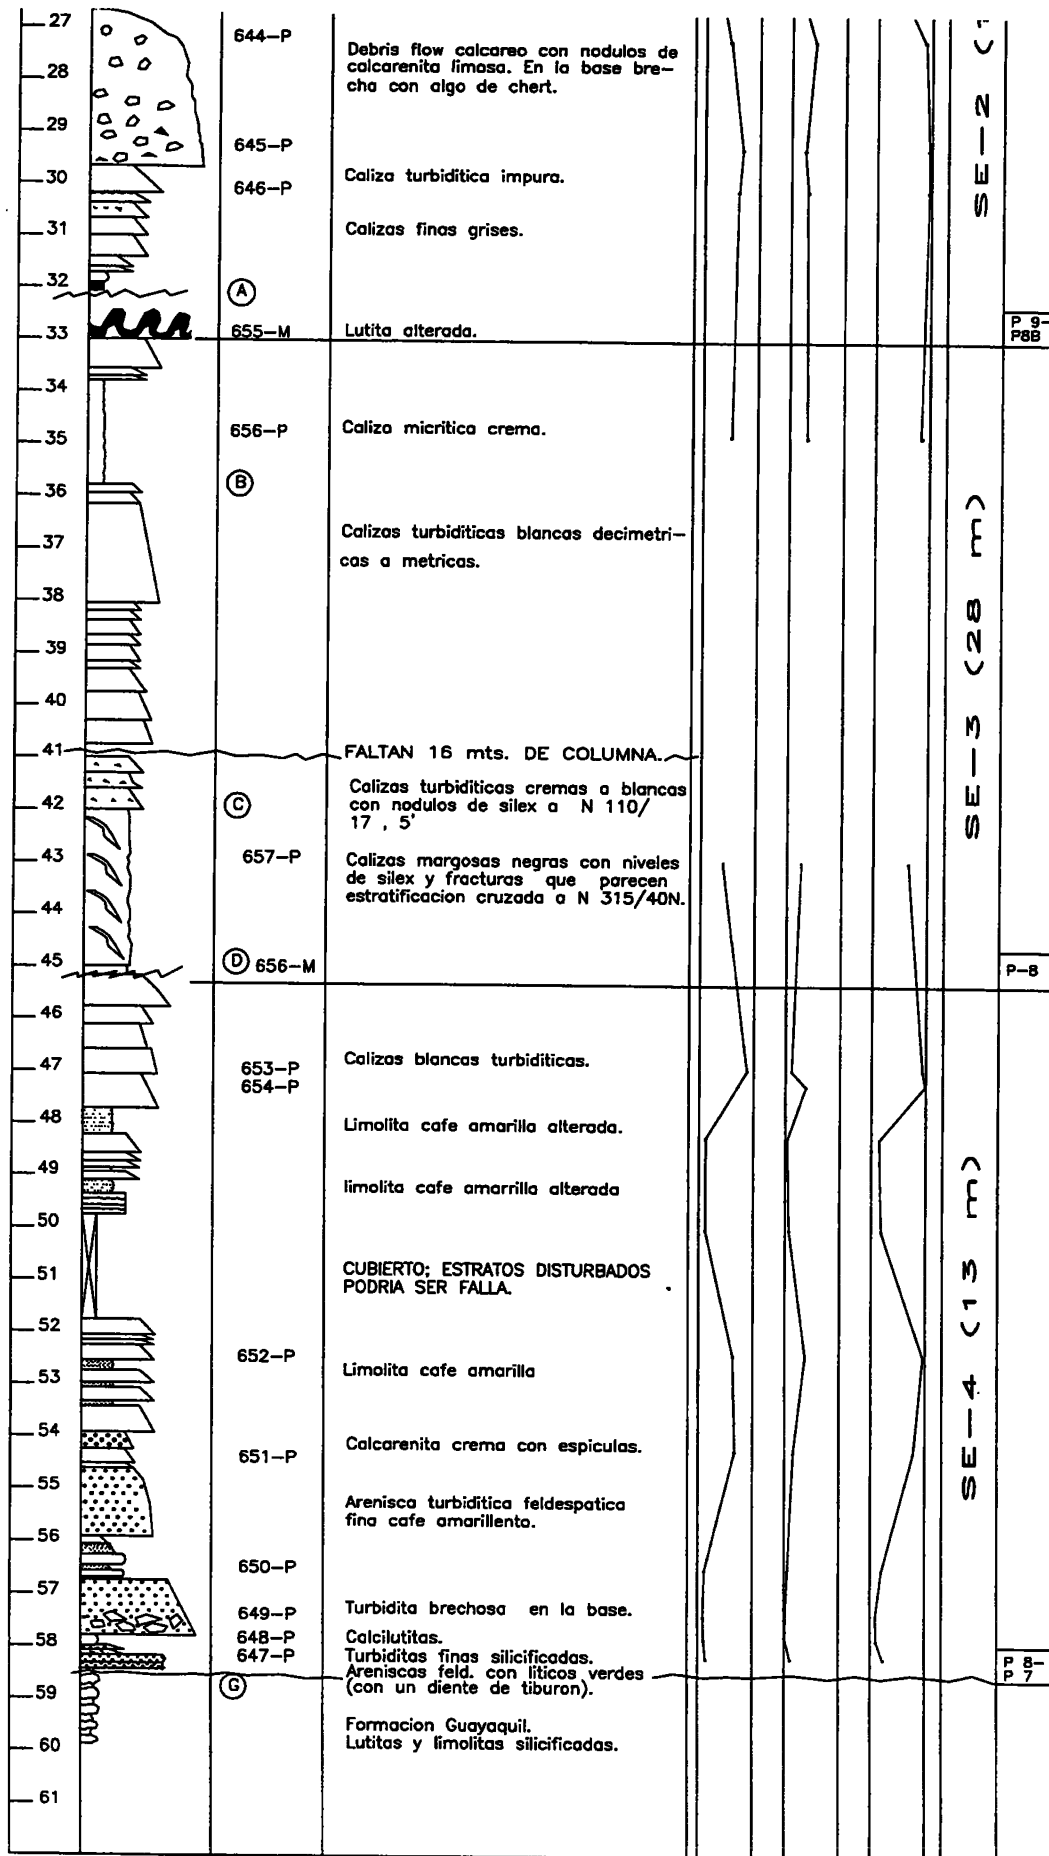 27
644-P
Debris flow calcareo con nodulos de
calcarenita limosa. En la base bre-
cha con algo de chert.
28
29
645-P
30
646-P
Caliza turbiditica impura.
31
Calizas finas grises.
32
A
33
655-M
Lutita alterada.
P 9-
P8B
SE-2
34
35
656-P
Caliza micritica crema.
36
B
37
Calizas turbiditicas blancas decimetri-
cas a metricas.
38
39
40
41
FALTAN 16 mts. DE COLUMNA.
42
C
Calizas turbiditicas cremas a blancas
con nodulos de silex a N 110/
17 , 5'
43
657-P
Calizas margosas negras con niveles
de silex y fracturas que parecen
estratificacion cruzada a N 315/40N.
44
45
D
656-M
P-8
SE-3 (28 m)
46
47
653-P
654-P
Calizas blancas turbiditicas.
48
Limolita cafe amarilla alterada.
49
limolita cafe amarrilla alterada
50
51
CUBIERTO; ESTRATOS DISTURBADOS
PODRIA SER FALLA.
52
652-P
53
Limolita cafe amarilla
54
651-P
Calcarenita crema con espiculas.
55
Arenisca turbiditica feldespatica
fina cafe amarillento.
56
650-P
57
649-P
Turbidita brechosa en la base.
58
648-P
Calcilutitas.
647-P
Turbiditas finas silicificadas.
Areniscas feld. con liticos verdes
(con un diente de tiburon).
P 8-
P 7
SE-4 (13 m)
59
G
Formacion Guayaquil.
Lutitas y limolitas silicificadas.
60
61